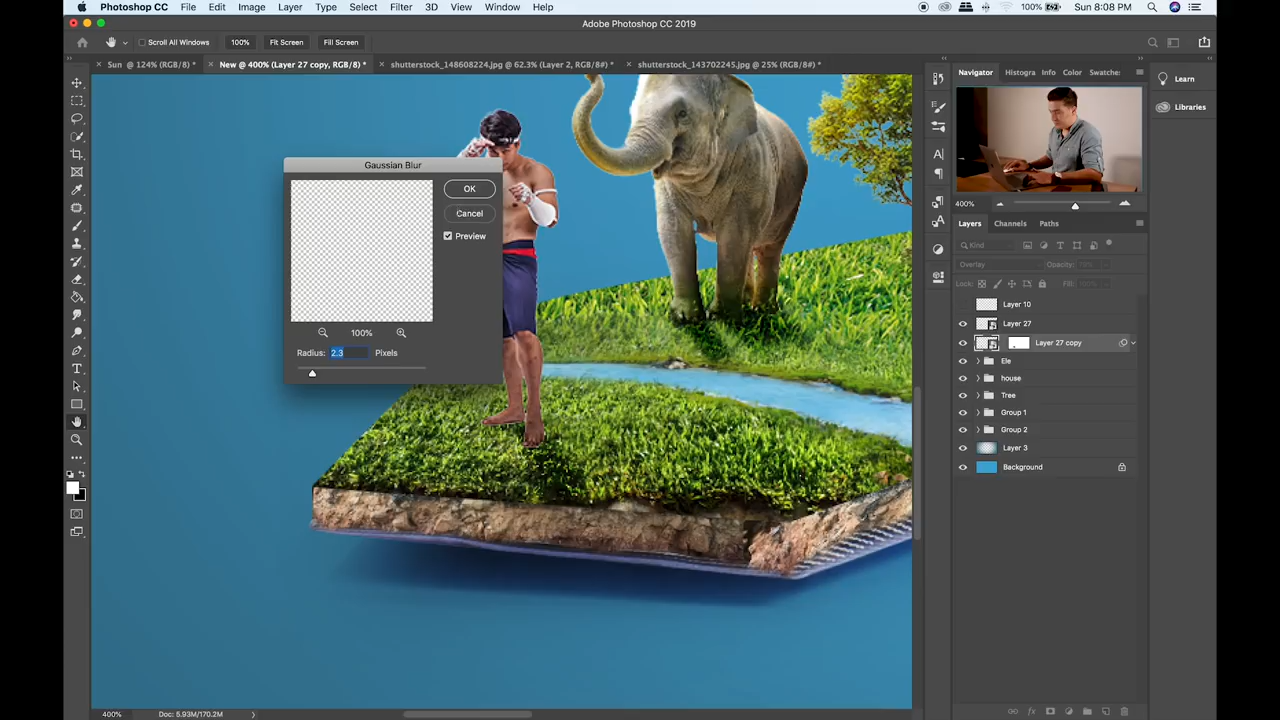 Photoshop CC File Edit Image Layer Type Select Filter 3D View Window Help 100% Sun 8:08 PM
Adobe Photoshop CC 2019
Scroll All Windows 100% Fit Screen Fill Screen
Sun @ 124% (RGB/8) * New @ 400% (Layer 27 copy, RGB/8) * shutterstock_148608224.jpg @ 62.3% (Layer 2, RGB/8#) * shutterstock_143702245.jpg @ 25% (RGB/8*) *
Navigator Histogra Info Color Swatche:
Learn
Libraries
400%
Layers Channels Paths
Kind
Overlay Opacity:
Lock: Fill: 100%
Layer 10
Layer 27
Layer 27 copy
Ele
house
Tree
Group 1
Group 2
Layer 3
Background
Gaussian Blur
OK
Cancel
Preview
100%
Radius: 2.3 Pixels
400% Doc: 5.93M/170.2M